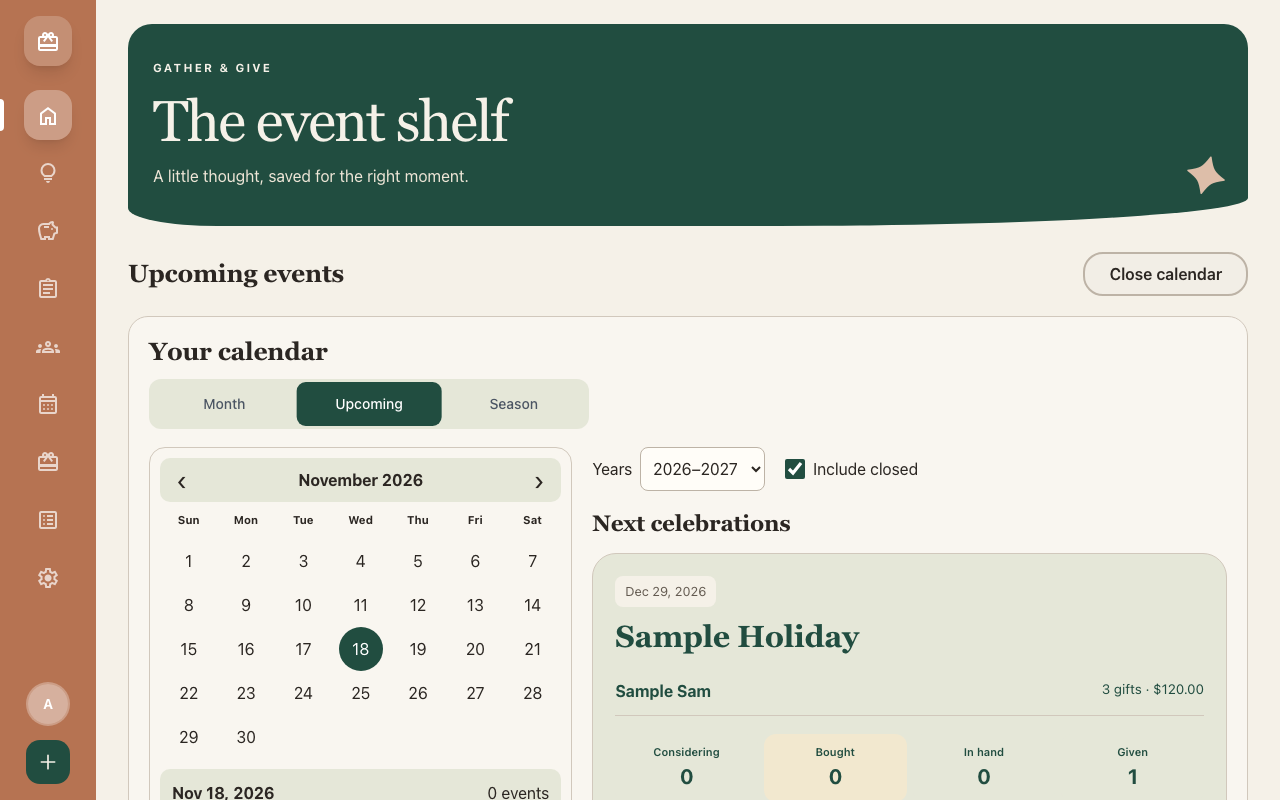 GATHER & GIVE
The event shelf
A little thought, saved for the right moment.
Upcoming events
Close calendar
Your calendar
Month Upcoming Season
‹ November 2026 ›
Sun Mon Tue Wed Thu Fri Sat
1 2 3 4 5 6 7
8 9 10 11 12 13 14
15 16 17 18 19 20 21
22 23 24 25 26 27 28
29 30
Nov 18, 2026 0 events
Years 2026–2027 Include closed
Next celebrations
Dec 29, 2026
Sample Holiday
Sample Sam 3 gifts · $120.00
Considering Bought In hand Given
0 0 0 1
A